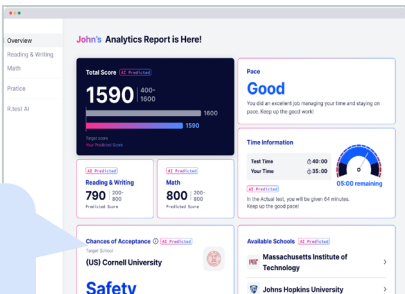 Overview
Reading & Writing
Math
Pratice
R.test AI
John's Analytics Report is Here!
Total Score AI Predicted
1590 400-
1600
1600
1590
Target score
Your Predicted Score
AI Predicted
Reading & Writing
790 200-
800
Predicted Score
AI Predicted
Math
800 200-
800
Predicted Score
Pace
Good
You did an excellent job managing your time and staying on
pace. Keep up the good work!
Time Information
Test Time 40:00
Your Time 35:00
05:00 remaining
AI Predicted
In the Actual test, you will be given 64 minutes.
Keep up the good pace!
Chances of Acceptance AI Predicted
Target School
(US) Cornell University
Safety
Available Schools AI Predicted
MIT Massachusetts Institute of
Technology
Johns Hopkins University